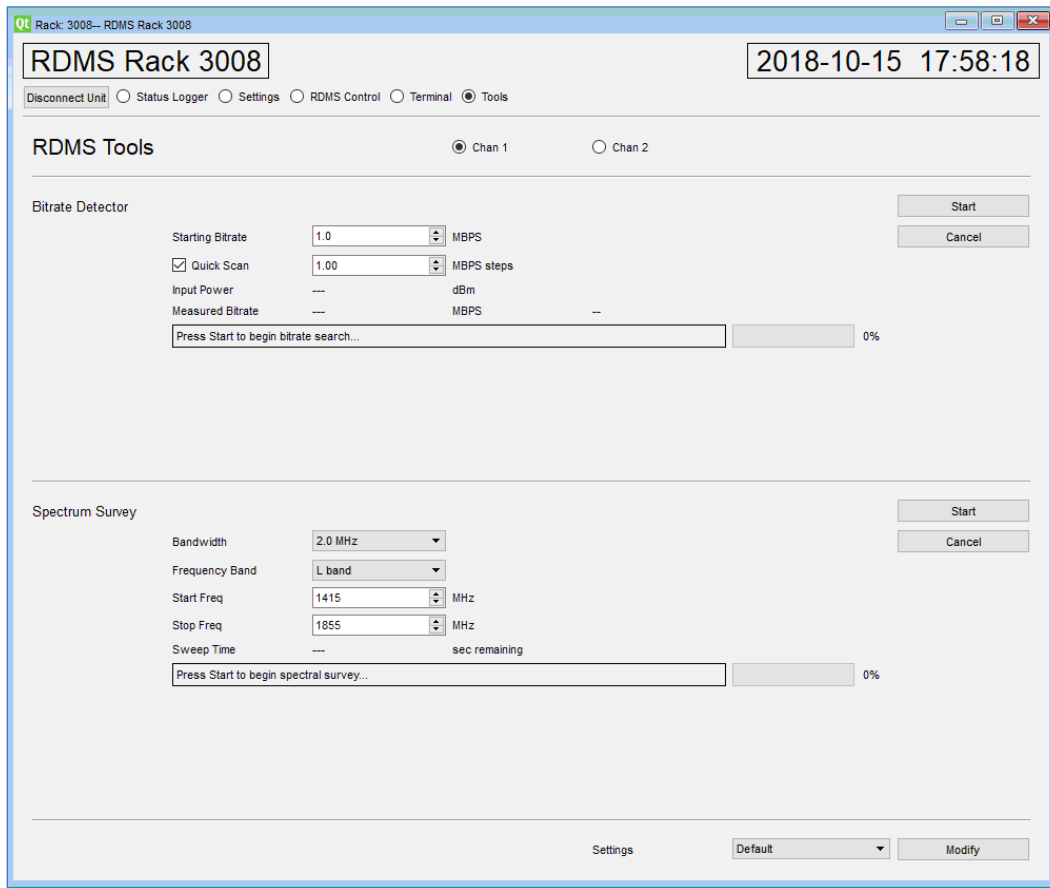 Qt Rack: 3008-- RDMS Rack 3008
RDMS Rack 3008 2018-10-15 17:58:18
Disconnect Unit Status Logger Settings RDMS Control Terminal Tools
RDMS Tools Chan 1 Chan 2
Bitrate Detector Start
Starting Bitrate 1.0 MBPS Cancel
Quick Scan 1.00 MBPS steps
Input Power --- dBm
Measured Bitrate --- MBPS --
Press Start to begin bitrate search... 0%
Spectrum Survey Start
Bandwidth 2.0 MHz Cancel
Frequency Band L band
Start Freq 1415 MHz
Stop Freq 1855 MHz
Sweep Time --- sec remaining
Press Start to begin spectral survey... 0%
Settings Default Modify